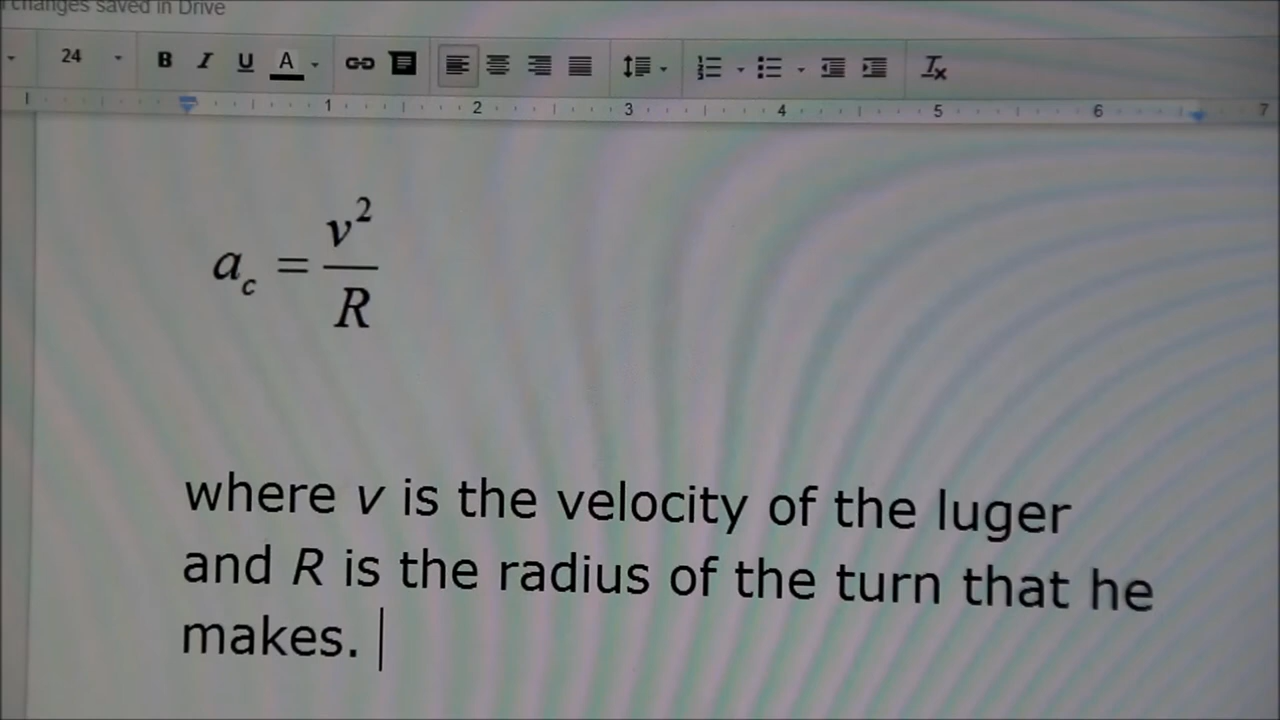 changes saved in Drive
24 B I U A
1 2 3 4 5 6 7
a_c = v^2 / R
where v is the velocity of the luger
and R is the radius of the turn that he
makes.